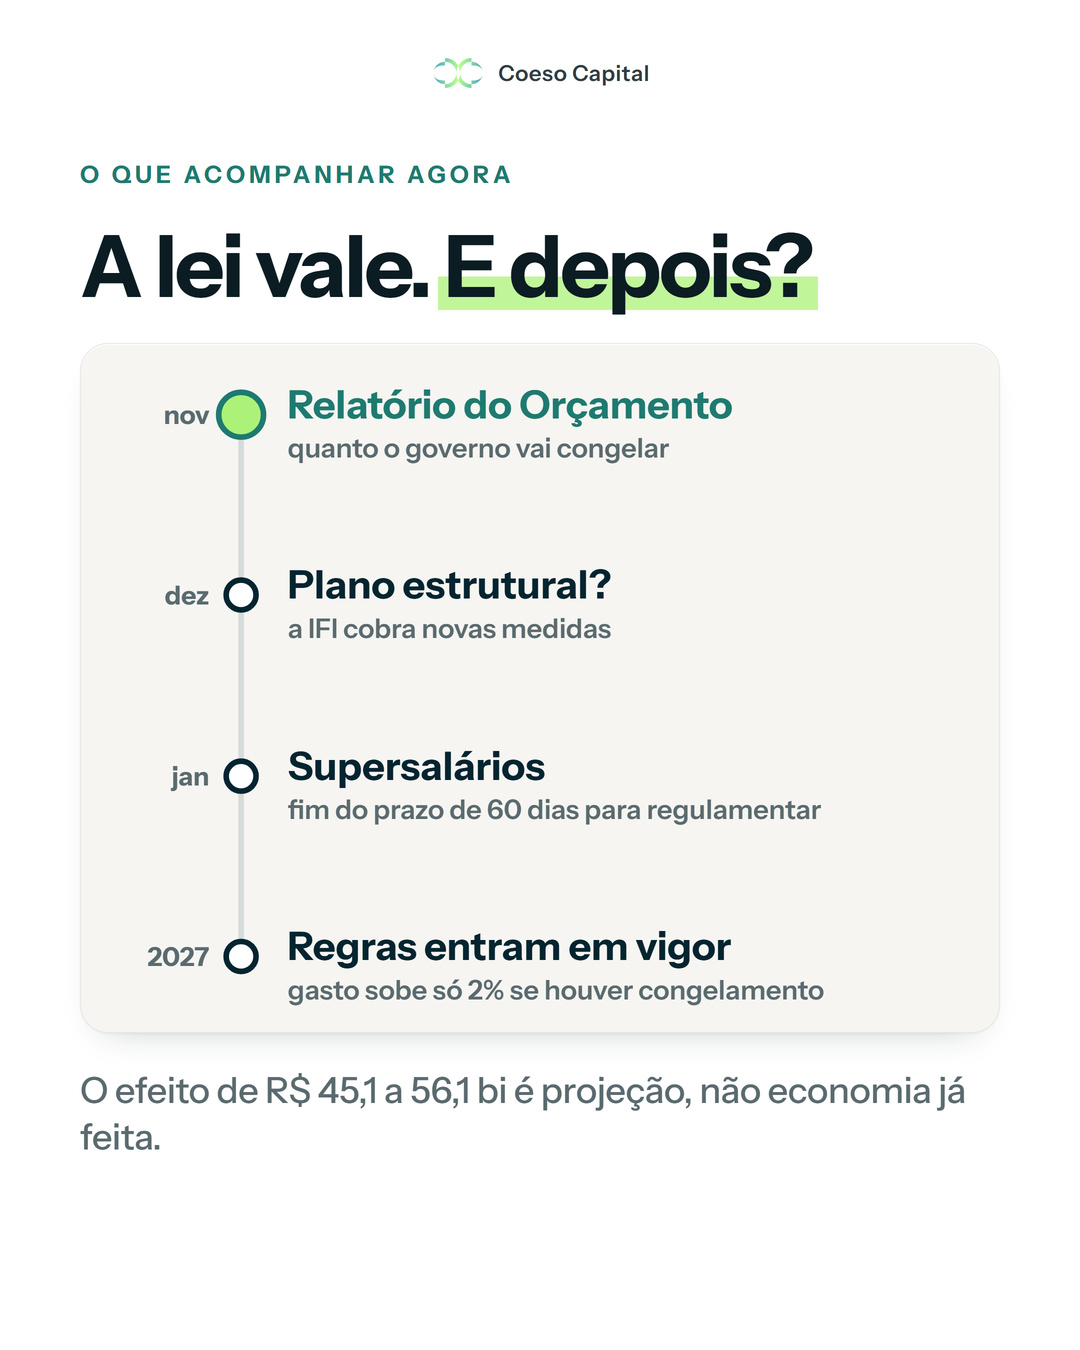 Coeso Capital
O QUE ACOMPANHAR AGORA
A lei vale. E depois?
nov
Relatório do Orçamento
quanto o governo vai congelar
dez
Plano estrutural?
a IFI cobra novas medidas
jan
Supersalários
fim do prazo de 60 dias para regulamentar
2027
Regras entram em vigor
gasto sobe só 2% se houver congelamento
O efeito de R$ 45,1 a 56,1 bi é projeção, não economia já
feita.